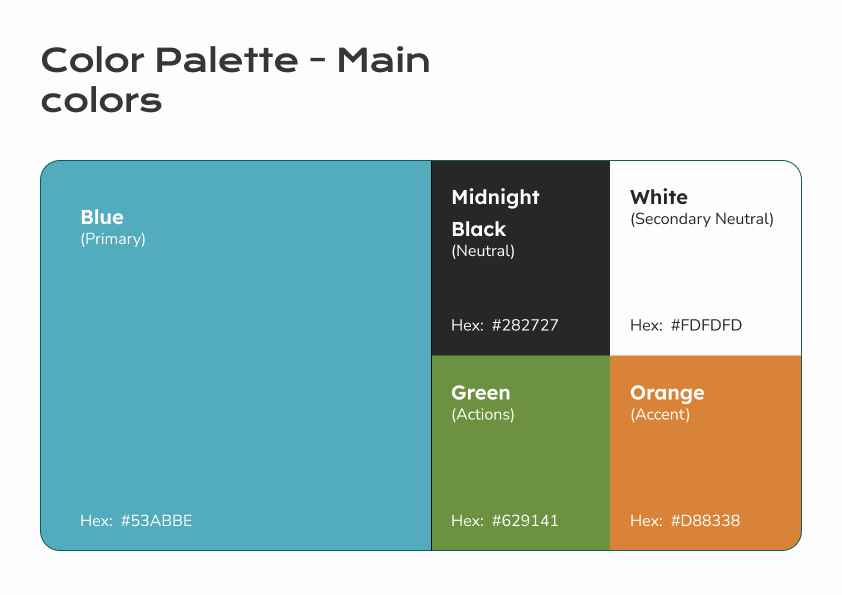 Color Palette - Main
colors
Blue
(Primary)
Hex: #53ABBE
Midnight
Black
(Neutral)
Hex: #282727
White
(Secondary Neutral)
Hex: #FDFDFD
Green
(Actions)
Hex: #629141
Orange
(Accent)
Hex: #D88338